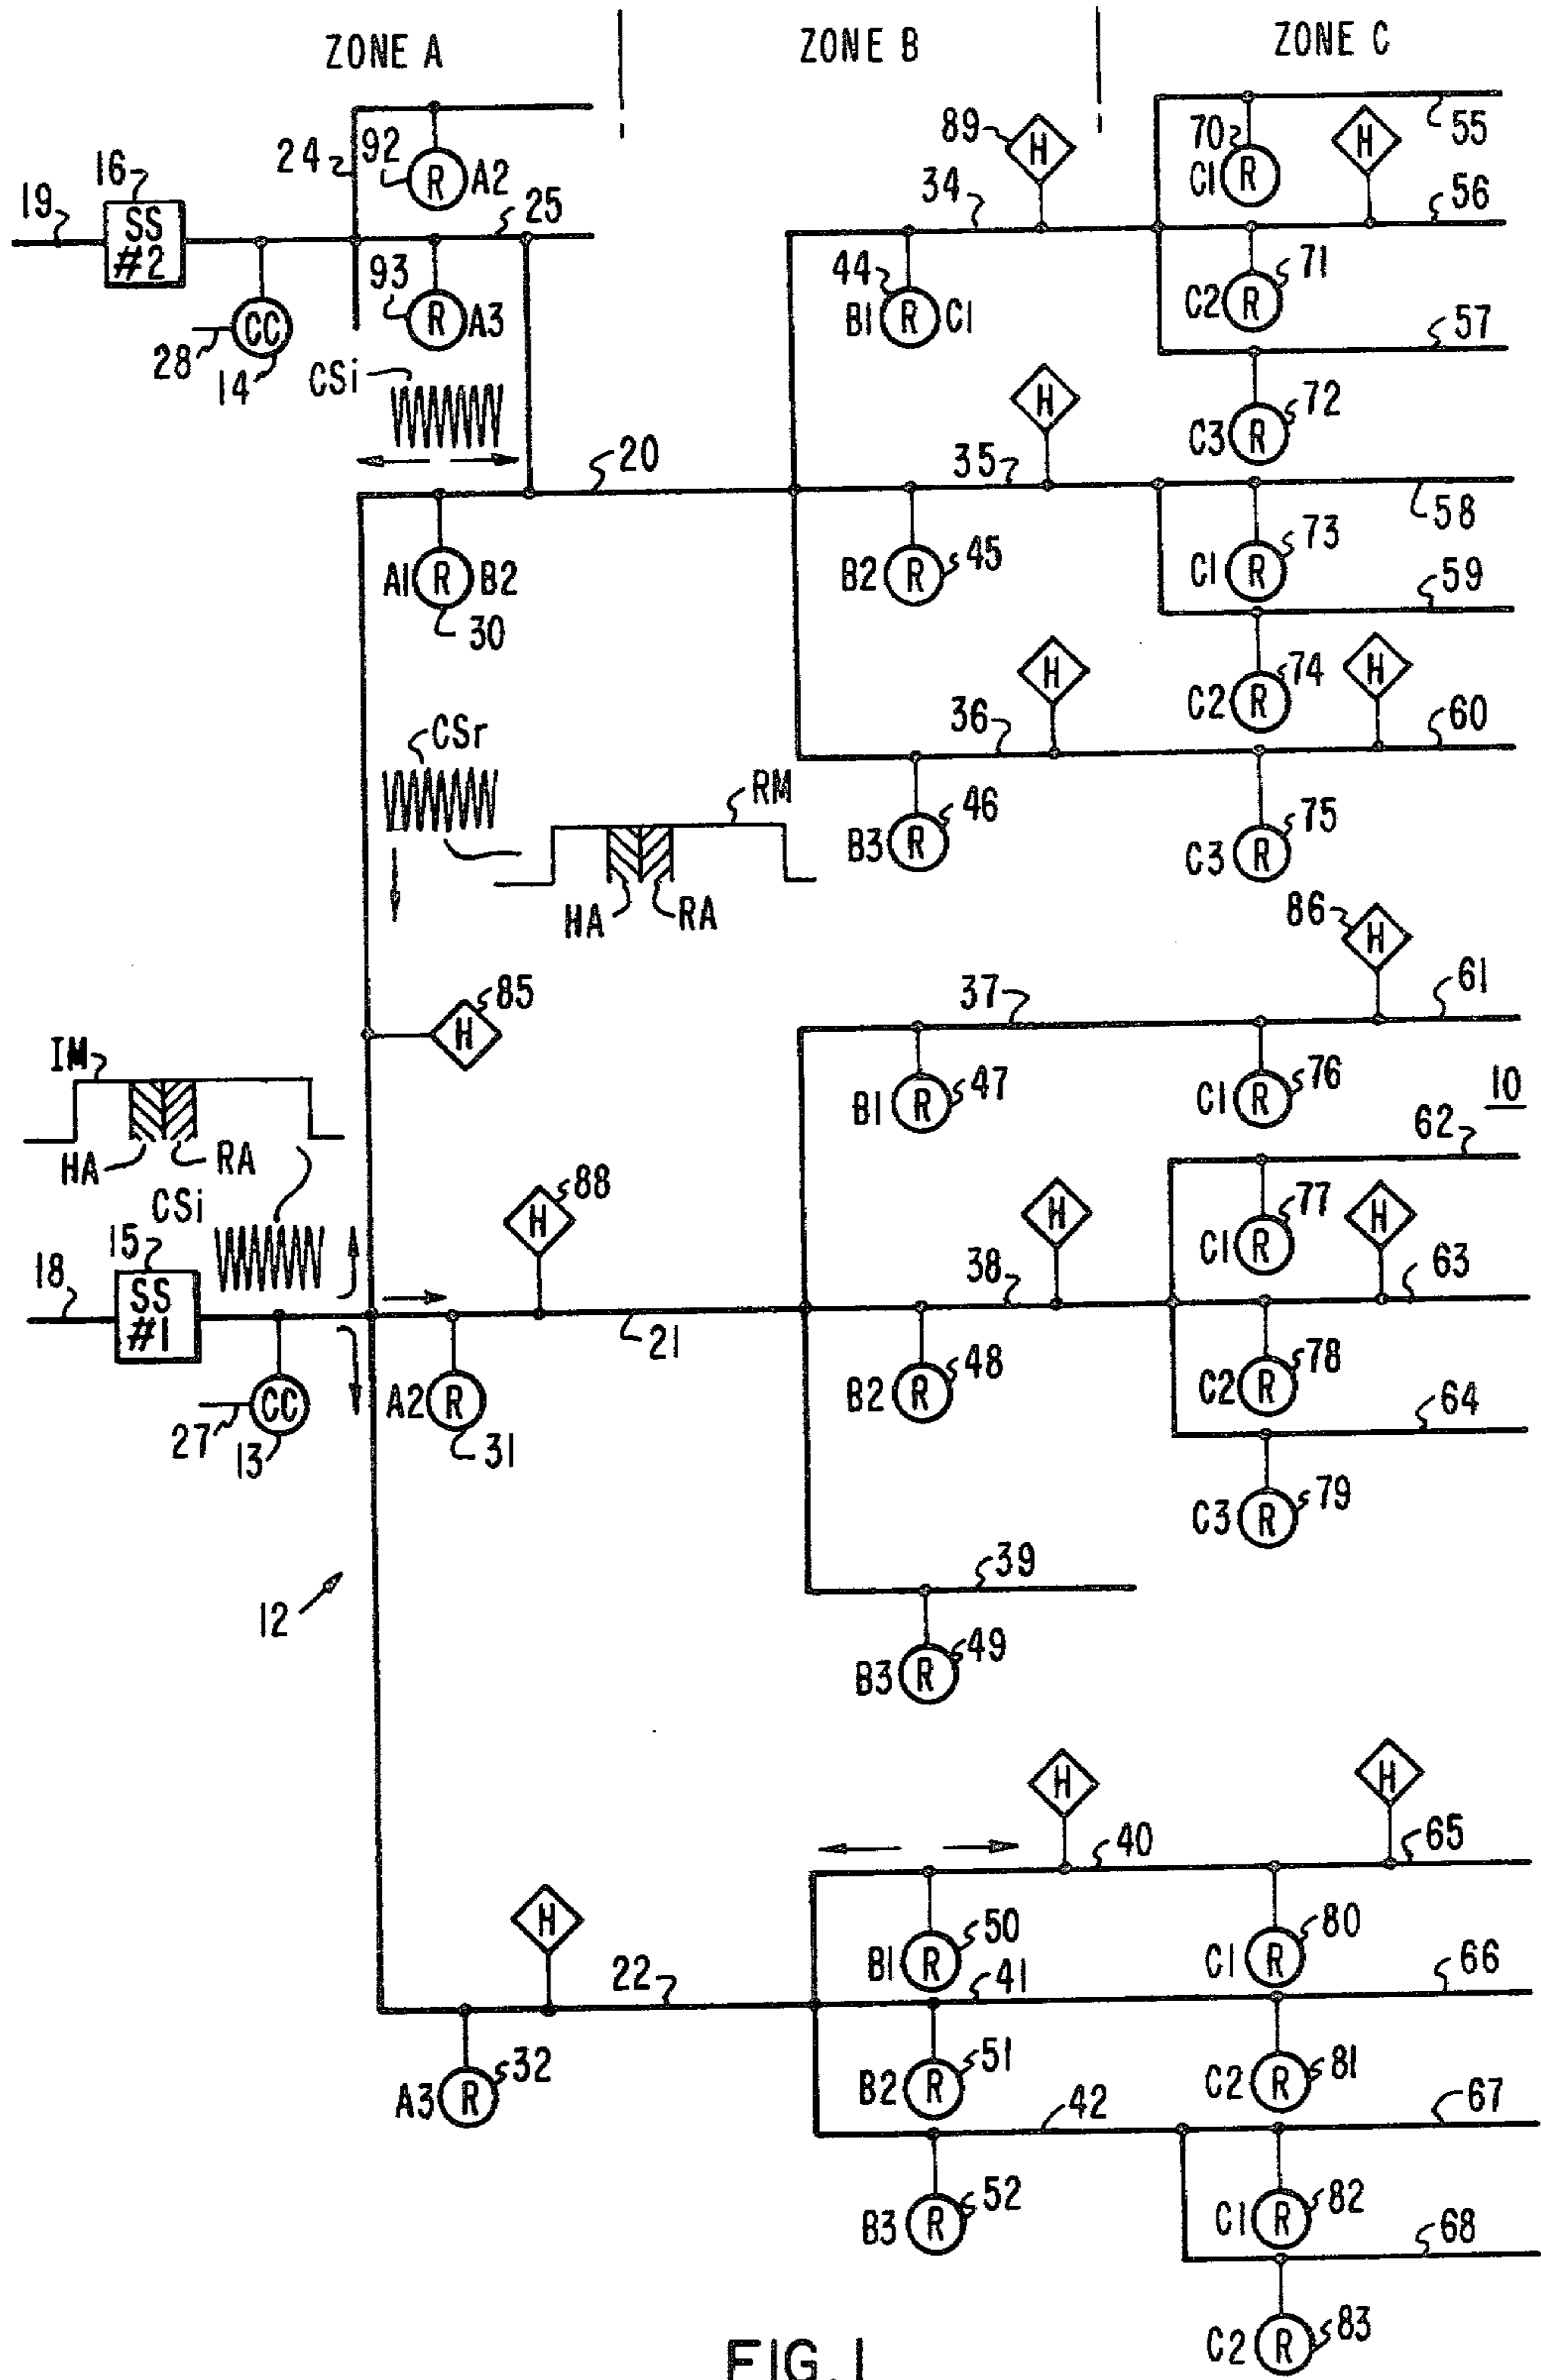 ZONE A ZONE B ZONE C
89 H 70 H 55
24 92 R A2 34 C1 R 56
19 16 SS #2 25
93 R A3 44 B1 R C1 C2 R 71 57
28 CC 14
CSi H C3 R 72
20 35 58
A1 R B2 30 B2 R 45 C1 R 73 59
H C2 R 74 H
CSr 36 60
RM B3 R 46 C3 R 75
HA RA
86 H
85 H 37 61
IM B1 R 47 C1 R 76 10
HA RA 62
CSi 88 H H C1 R 77 H
18 15 SS #1 38 63
21
27 CC 13 A2 R 31 B2 R 48 C2 R 78 64
C3 R 79
39
12
B3 R 49
H H
40 65
H B1 R 50 C1 R 80
22 41 66
A3 R 32 B2 R 51 C2 R 81
42 67
B3 R 52 C1 R 82
68
C2 R 83
FIG. 1